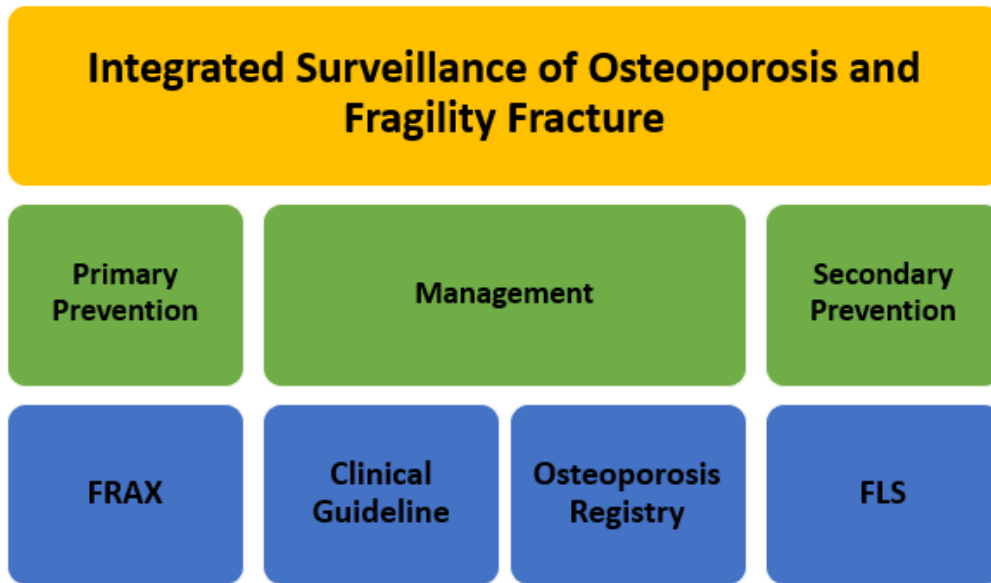 Integrated Surveillance of Osteoporosis and
Fragility Fracture
Primary
Prevention
Management
Secondary
Prevention
FRAX
Clinical
Guideline
Osteoporosis
Registry
FLS